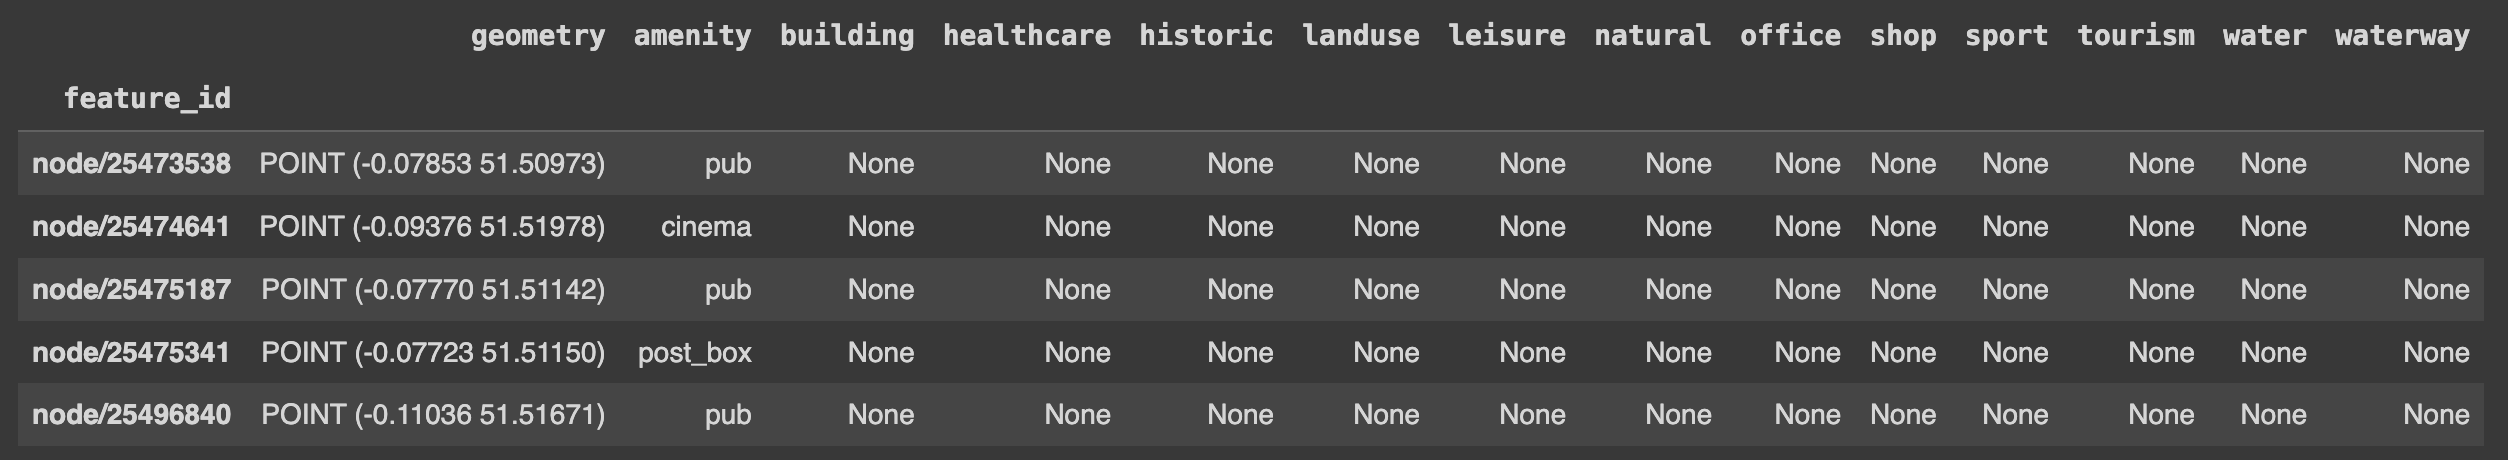 geometry amenity building healthcare historic landuse leisure natural office shop sport tourism water waterway
feature_id
node/25473538 POINT (-0.07853 51.50973) pub None None None None None None None None None None None None
node/25474641 POINT (-0.09376 51.51978) cinema None None None None None None None None None None None None
node/25475187 POINT (-0.07770 51.51142) pub None None None None None None None None None None None None
node/25475341 POINT (-0.07723 51.51150) post_box None None None None None None None None None None None None
node/25496840 POINT (-0.11036 51.51671) pub None None None None None None None None None None None None